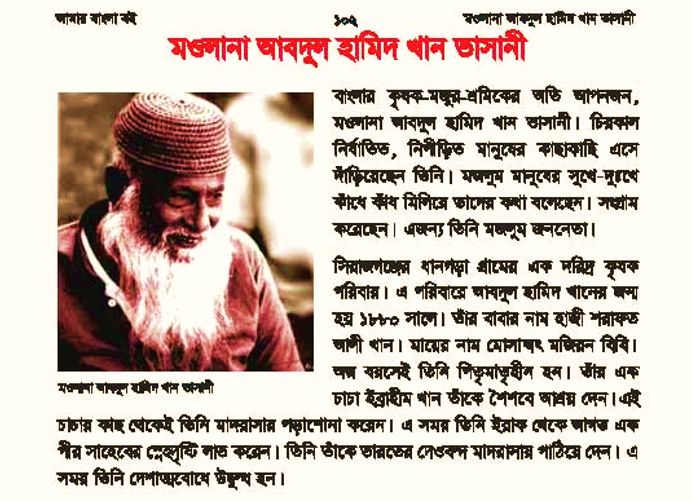 আমার বাংলা বই ১০২ মওলানা আবদুল হামিদ খান ভাসানী
মওলানা আবদুল হামিদ খান ভাসানী
বাংলার কৃষক-মজুর-শ্রমিকের অতি আপনজন,
মওলানা আবদুল হামিদ খান ভাসানী। চিরকাল
নির্যাতিত, নিপীড়িত মানুষের কাছাকাছি এসে
দাঁড়িয়েছেন তিনি। মজলুম মানুষের সুখে-দুঃখে
কাঁধে কাঁধ মিলিয়ে তাদের কথা বলেছেন। সংগ্রাম
করেছেন। এজন্য তিনি মজলুম জননেতা।
সিরাজগঞ্জের ধানগড়া গ্রামের এক দরিদ্র কৃষক
পরিবার। এ পরিবারে আবদুল হামিদ খানের জন্ম
হয় ১৮৮০ সালে। তাঁর বাবার নাম হাজী শরাফত
আলী খান। মায়ের নাম মোসাম্মৎ মজিরন বিবি।
অল্প বয়সেই তিনি পিতৃমাতৃহীন হন। তাঁর এক
চাচা ইব্রাহীম খান তাঁকে শৈশবে আশ্রয় দেন। এই
মওলানা আবদুল হামিদ খান ভাসানী
চাচার কাছ থেকেই তিনি মাদরাসার পড়াশোনা করেন। এ সময় তিনি ইরাক থেকে আগত এক
পীর সাহেবের স্নেহদৃষ্টি লাভ করেন। তিনি তাঁকে ভারতের দেওবন্দ মাদরাসায় পাঠিয়ে দেন। এ
সময় তিনি দেশাত্মবোধে উদ্বুদ্ধ হন।